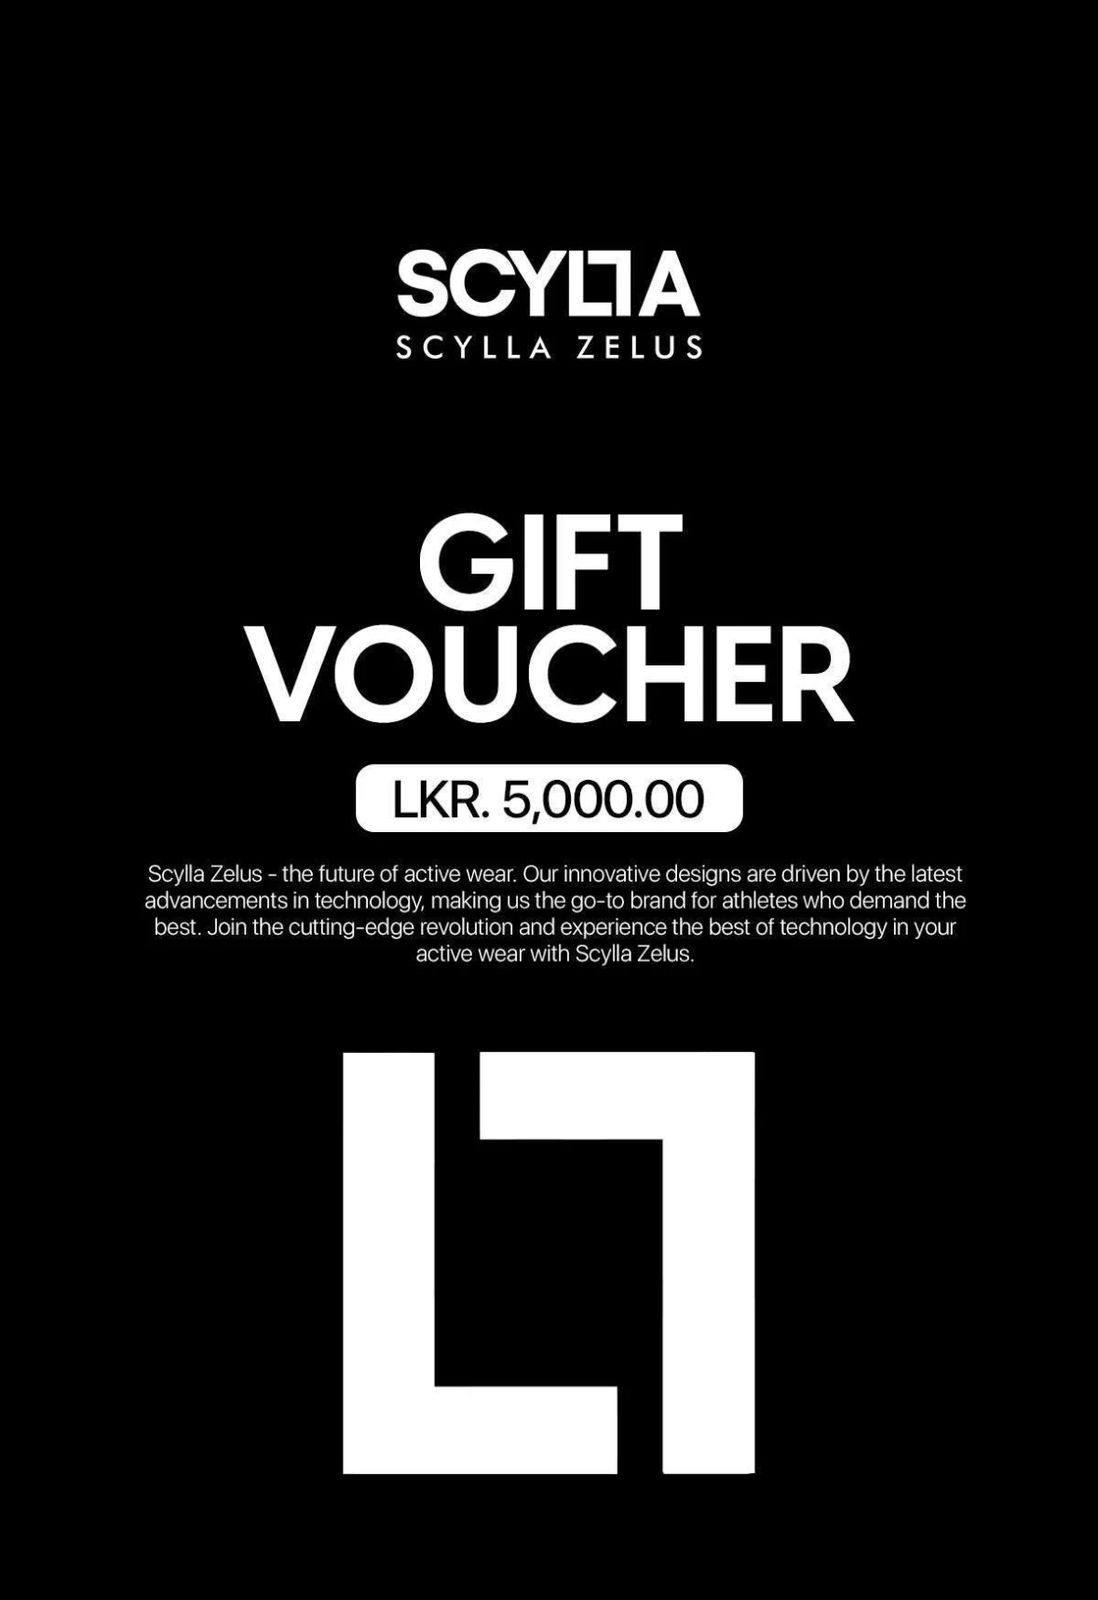 SCYLLA
SCYLLA ZELUS
GIFT
VOUCHER
LKR. 5,000.00
Scylla Zelus - the future of active wear. Our innovative designs are driven by the latest
advancements in technology, making us the go-to brand for athletes who demand the
best. Join the cutting-edge revolution and experience the best of technology in your
active wear with Scylla Zelus.